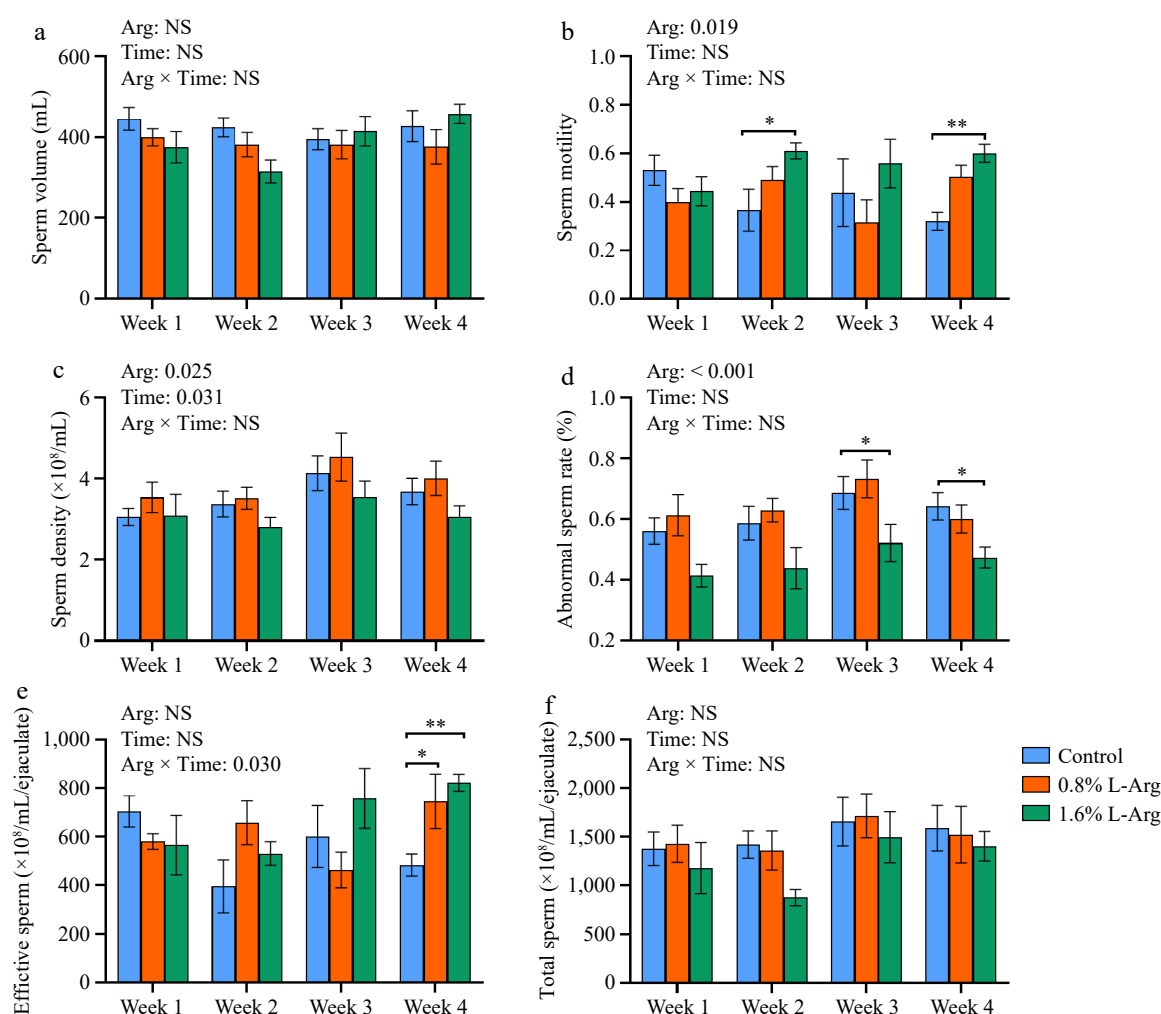 a
Arg: NS
Time: NS
Arg × Time: NS
Sperm volume (mL)
600
400
200
0
Week 1
Week 2
Week 3
Week 4
b
Arg: 0.019
Time: NS
Arg × Time: NS
Sperm motility
1.0
0.8
0.6
0.4
0.2
0.0
*
**
Week 1
Week 2
Week 3
Week 4
c
Arg: 0.025
Time: 0.031
Arg × Time: NS
Sperm density (×10⁸/mL)
6
4
2
0
Week 1
Week 2
Week 3
Week 4
d
Arg: < 0.001
Time: NS
Arg × Time: NS
Abnormal sperm rate (%)
1.0
0.8
0.6
0.4
0.2
*
*
Week 1
Week 2
Week 3
Week 4
e
Arg: NS
Time: NS
Arg × Time: 0.030
Effictive sperm (×10⁸/mL/ejaculate)
1,000
800
600
400
200
0
**
*
Week 1
Week 2
Week 3
Week 4
f
Arg: NS
Time: NS
Arg × Time: NS
Total sperm (×10⁸/mL/ejaculate)
2,500
2,000
1,500
1,000
500
0
Week 1
Week 2
Week 3
Week 4
Control
0.8% L-Arg
1.6% L-Arg